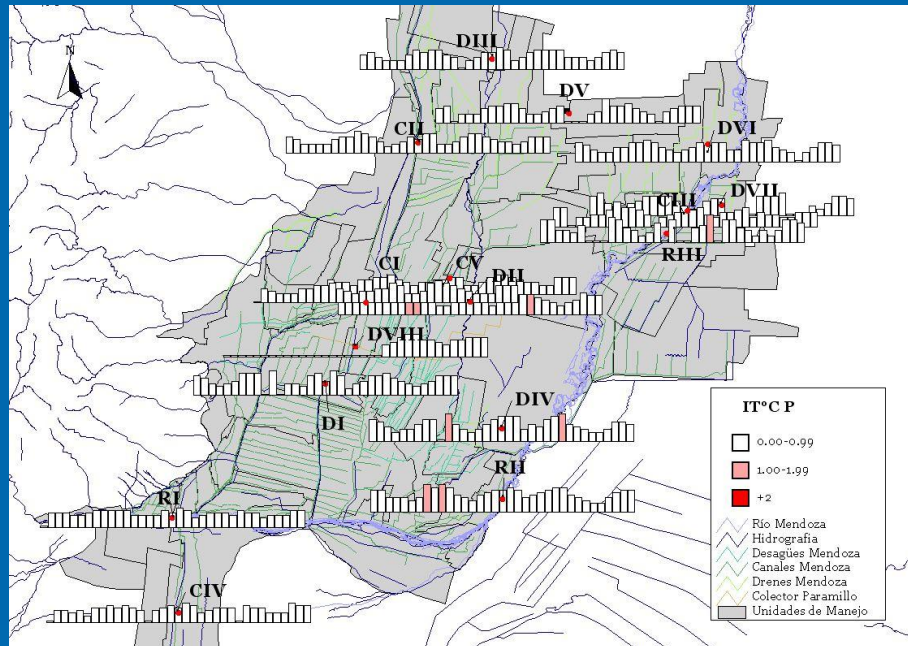 N
DIII
DV
CII
DVI
DVII
CIII
RIII
CI
CV
DII
DVIII
DI
DIV
RII
RI
CIV
ITºC P
0.00-0.99
1.00-1.99
+2
Río Mendoza
Hidrografia
Desagües Mendoza
Canales Mendoza
Drenes Mendoza
Colector Paramillo
Unidades de Manejo